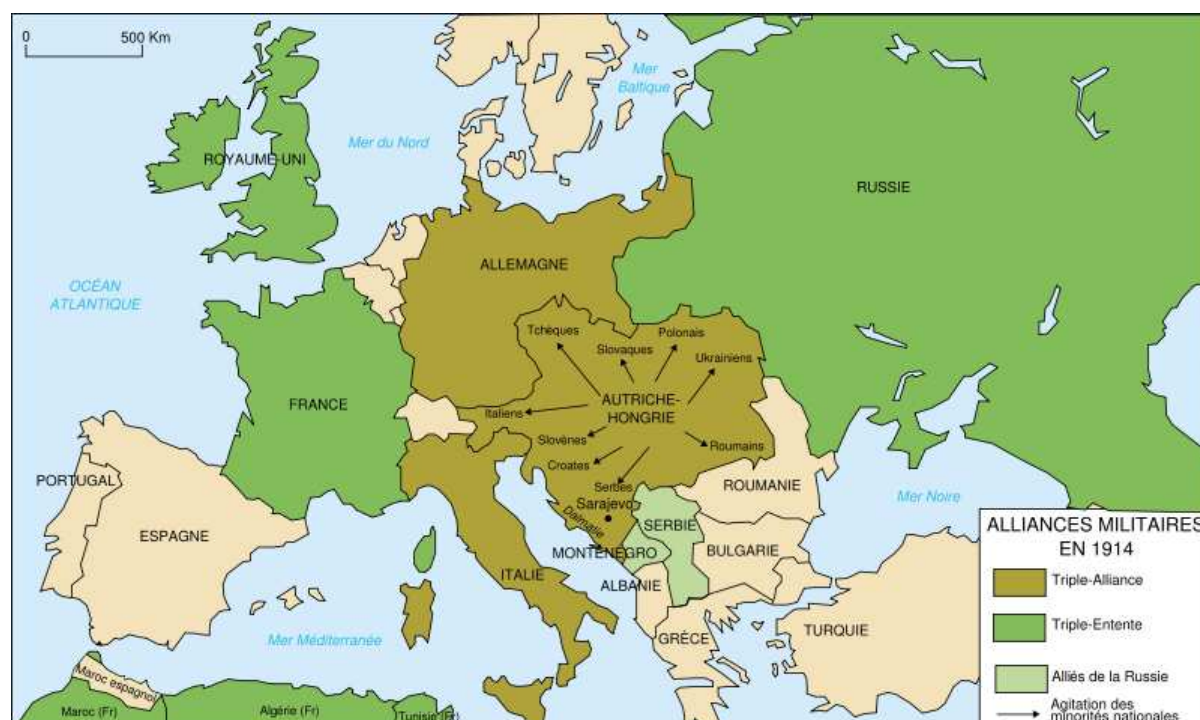 0 500 Km
Mer
Baltique
Mer du Nord
ROYAUME-UNI
RUSSIE
ALLEMAGNE
OCÉAN
ATLANTIQUE
Tchèques
Polonais
Slovaques
Ukrainiens
FRANCE
AUTRICHE-
HONGRIE
Italiens
Slovènes
Roumains
Croates
PORTUGAL
Serbes
ROUMANIE
Mer Noire
Sarajevo
Dalmatie
SERBIE
ESPAGNE
MONTÉNÉGRO
BULGARIE
ITALIE
ALBANIE
TURQUIE
GRÈCE
Mer Méditerranée
Maroc espagnol
Maroc (Fr)
Algérie (Fr)
Tunisie (Fr)
ALLIANCES MILITAIRES
EN 1914
Triple-Alliance
Triple-Entente
Alliés de la Russie
Agitation des
minorités nationales